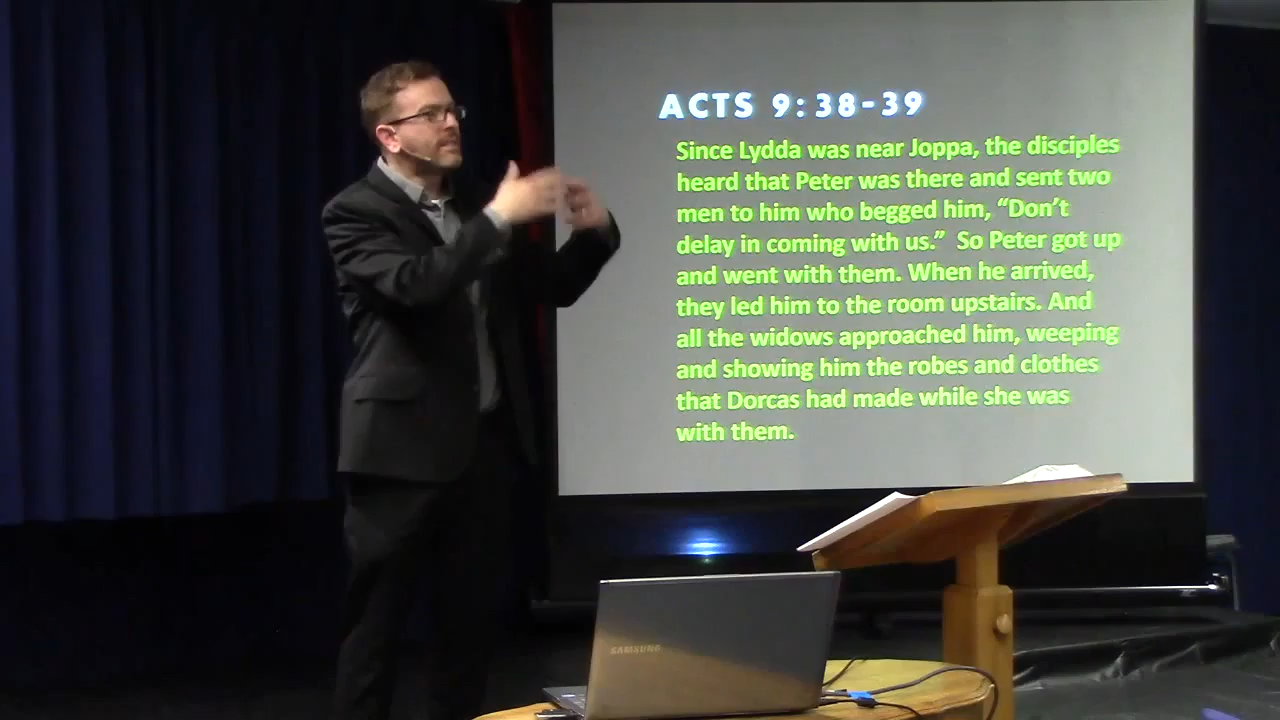 ACTS 9:38-39
Since Lydda was near Joppa, the disciples
heard that Peter was there and sent two
men to him who begged him, “Don’t
delay in coming with us.”  So Peter got up
and went with them. When he arrived,
they led him to the room upstairs. And
all the widows approached him, weeping
and showing him the robes and clothes
that Dorcas had made while she was
with them.
SAMSUNG